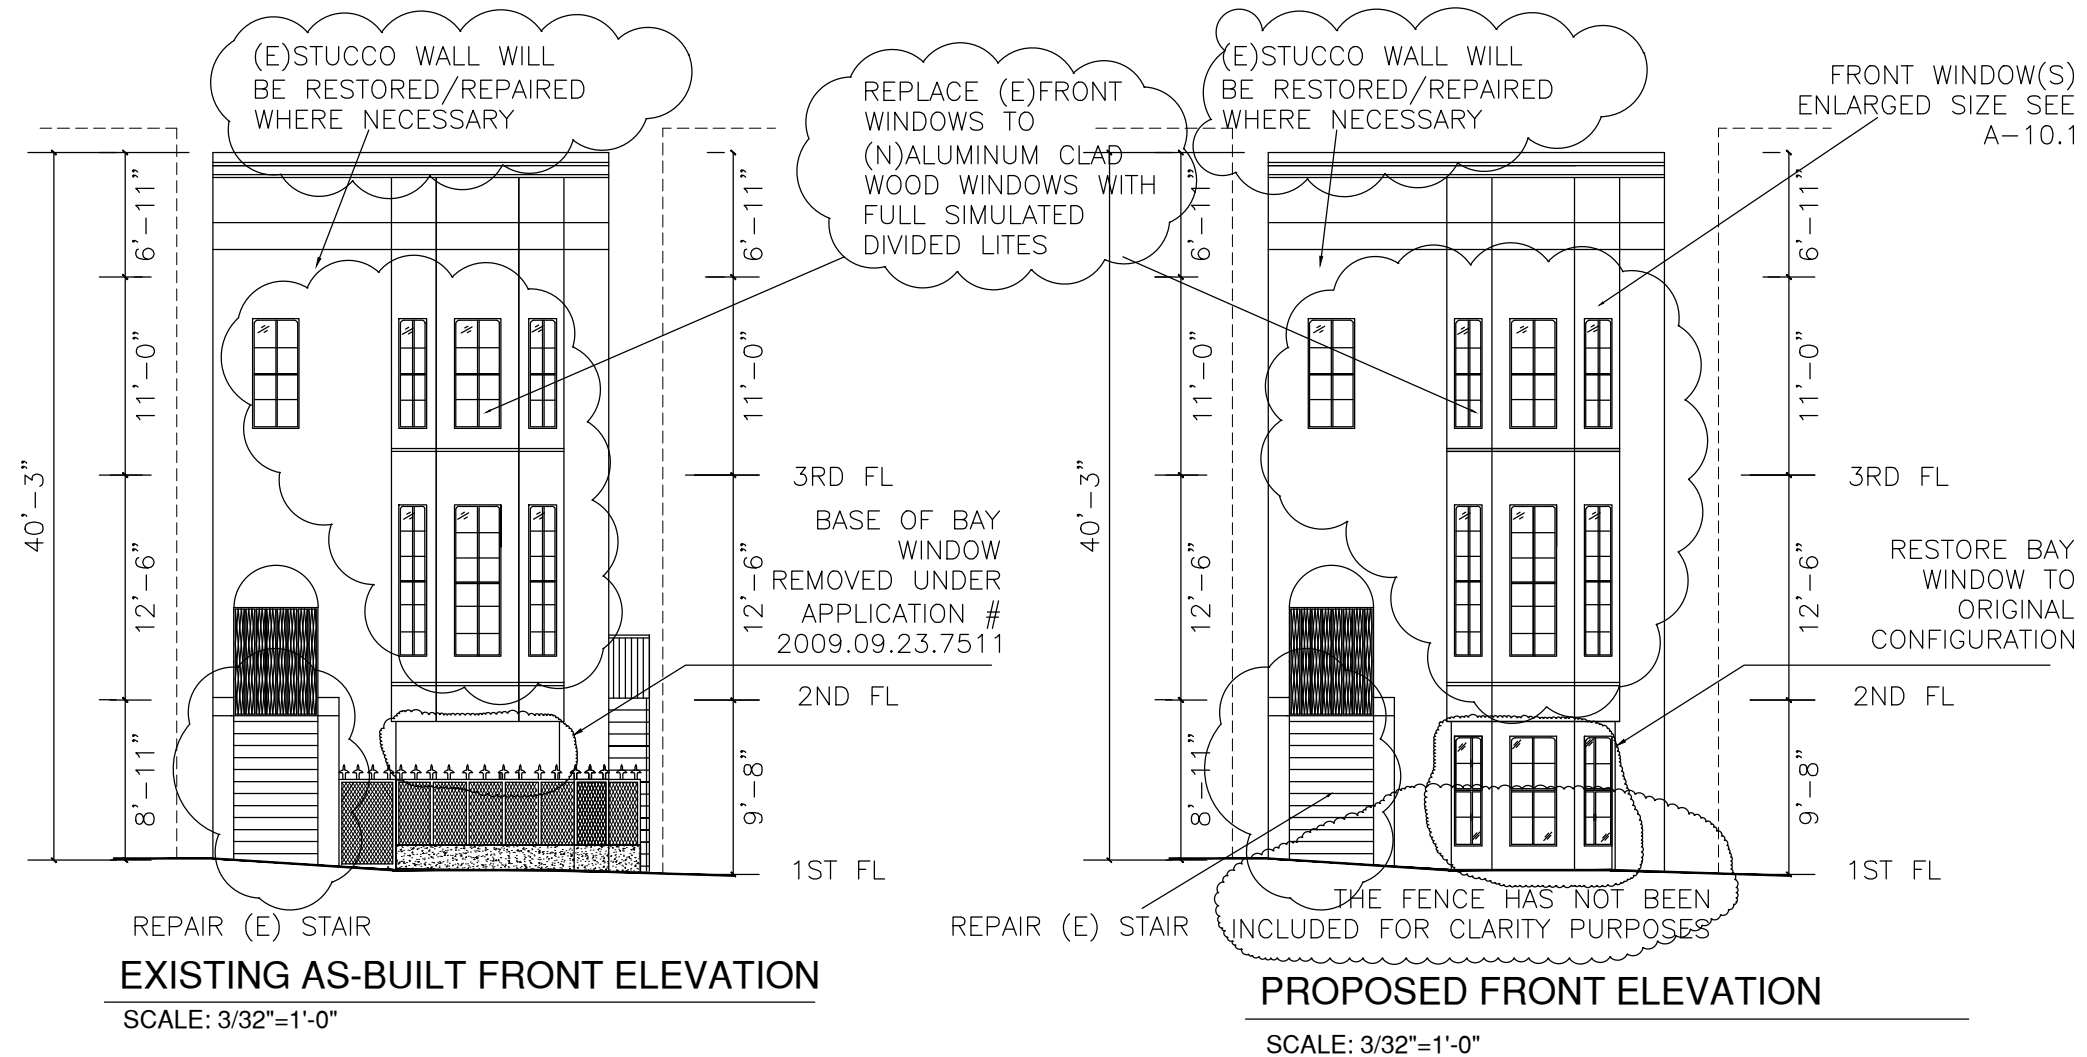 (E)STUCCO WALL WILL
BE RESTORED/REPAIRED
WHERE NECESSARY
REPLACE (E)FRONT
WINDOWS TO
(N)ALUMINUM CLAD
WOOD WINDOWS WITH
FULL SIMULATED
DIVIDED LITES
(E)STUCCO WALL WILL
BE RESTORED/REPAIRED
WHERE NECESSARY
FRONT WINDOW(S)
ENLARGED SIZE SEE
A-10.1
40'-3"
6'-11"
11'-0"
12'-6"
8'-11"
6'-11"
11'-0"
12'-6"
9'-8"
3RD FL
BASE OF BAY
WINDOW
REMOVED UNDER
APPLICATION #
2009.09.23.7511
2ND FL
1ST FL
REPAIR (E) STAIR
EXISTING AS-BUILT FRONT ELEVATION
SCALE: 3/32"=1'-0"
40'-3"
6'-11"
11'-0"
12'-6"
8'-11"
6'-11"
11'-0"
12'-6"
9'-8"
3RD FL
RESTORE BAY
WINDOW TO
ORIGINAL
CONFIGURATION
2ND FL
1ST FL
REPAIR (E) STAIR
THE FENCE HAS NOT BEEN
INCLUDED FOR CLARITY PURPOSES
PROPOSED FRONT ELEVATION
SCALE: 3/32"=1'-0"